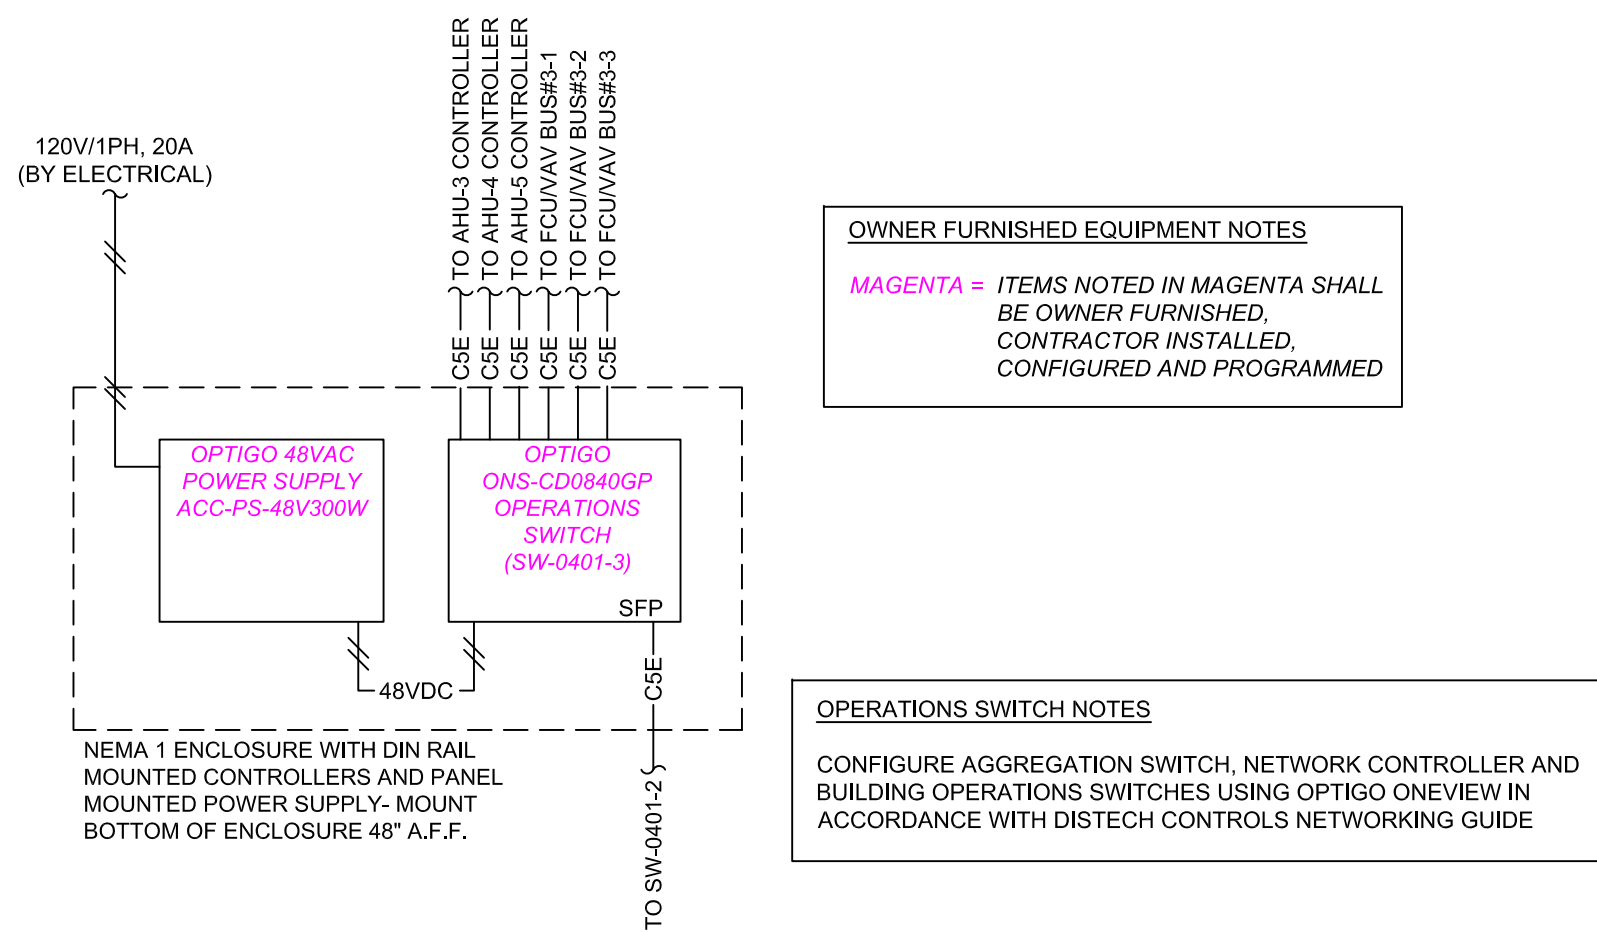 120V/1PH, 20A
(BY ELECTRICAL)
TO AHU-3 CONTROLLER
TO AHU-4 CONTROLLER
TO AHU-5 CONTROLLER
TO FCU/VAV BUS#3-1
TO FCU/VAV BUS#3-2
TO FCU/VAV BUS#3-3
C5E
C5E
C5E
C5E
C5E
C5E
OPTIGO 48VAC
POWER SUPPLY
ACC-PS-48V300W
OPTIGO
ONS-CD0840GP
OPERATIONS
SWITCH
(SW-0401-3)
SFP
48VDC
C5E
TO SW-0401-2
NEMA 1 ENCLOSURE WITH DIN RAIL
MOUNTED CONTROLLERS AND PANEL
MOUNTED POWER SUPPLY- MOUNT
BOTTOM OF ENCLOSURE 48" A.F.F.
OWNER FURNISHED EQUIPMENT NOTES
MAGENTA = ITEMS NOTED IN MAGENTA SHALL
BE OWNER FURNISHED,
CONTRACTOR INSTALLED,
CONFIGURED AND PROGRAMMED
OPERATIONS SWITCH NOTES
CONFIGURE AGGREGATION SWITCH, NETWORK CONTROLLER AND
BUILDING OPERATIONS SWITCHES USING OPTIGO ONEVIEW IN
ACCORDANCE WITH DISTECH CONTROLS NETWORKING GUIDE